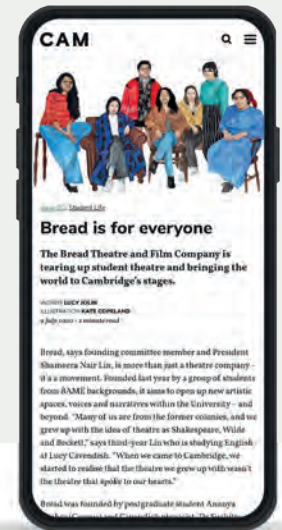 CAM
Student Life
Bread is for everyone
The Bread Theatre and Film Company is
tearing up student theatre and bringing the
world to Cambridge's stages.
WORDS LUCY JOLIN
ILLUSTRATION KATE COPELAND
Bread, says founding committee member and President
Shameera Nair Lin, is more than just a theatre company –
it's a movement. Founded last year by a group of students
from BAME backgrounds, it aims to open up new artistic
spaces, voices and narratives within the University – and
beyond. "Many of us are from the former colonies, and we
grew up with the idea of theatre as Shakespeare, Wilde
and Beckett," says third-year Lin who is studying English
at Lucy Cavendish. "When we came to Cambridge, we
started to realise that the theatre we grew up with wasn't
the theatre that spoke to our hearts."
Bread was founded by postgraduate student Ananya